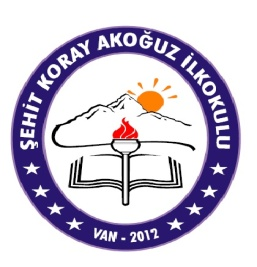 ŞEHİT KORAY AKOĞUZ İLKOKULU
VAN - 2012